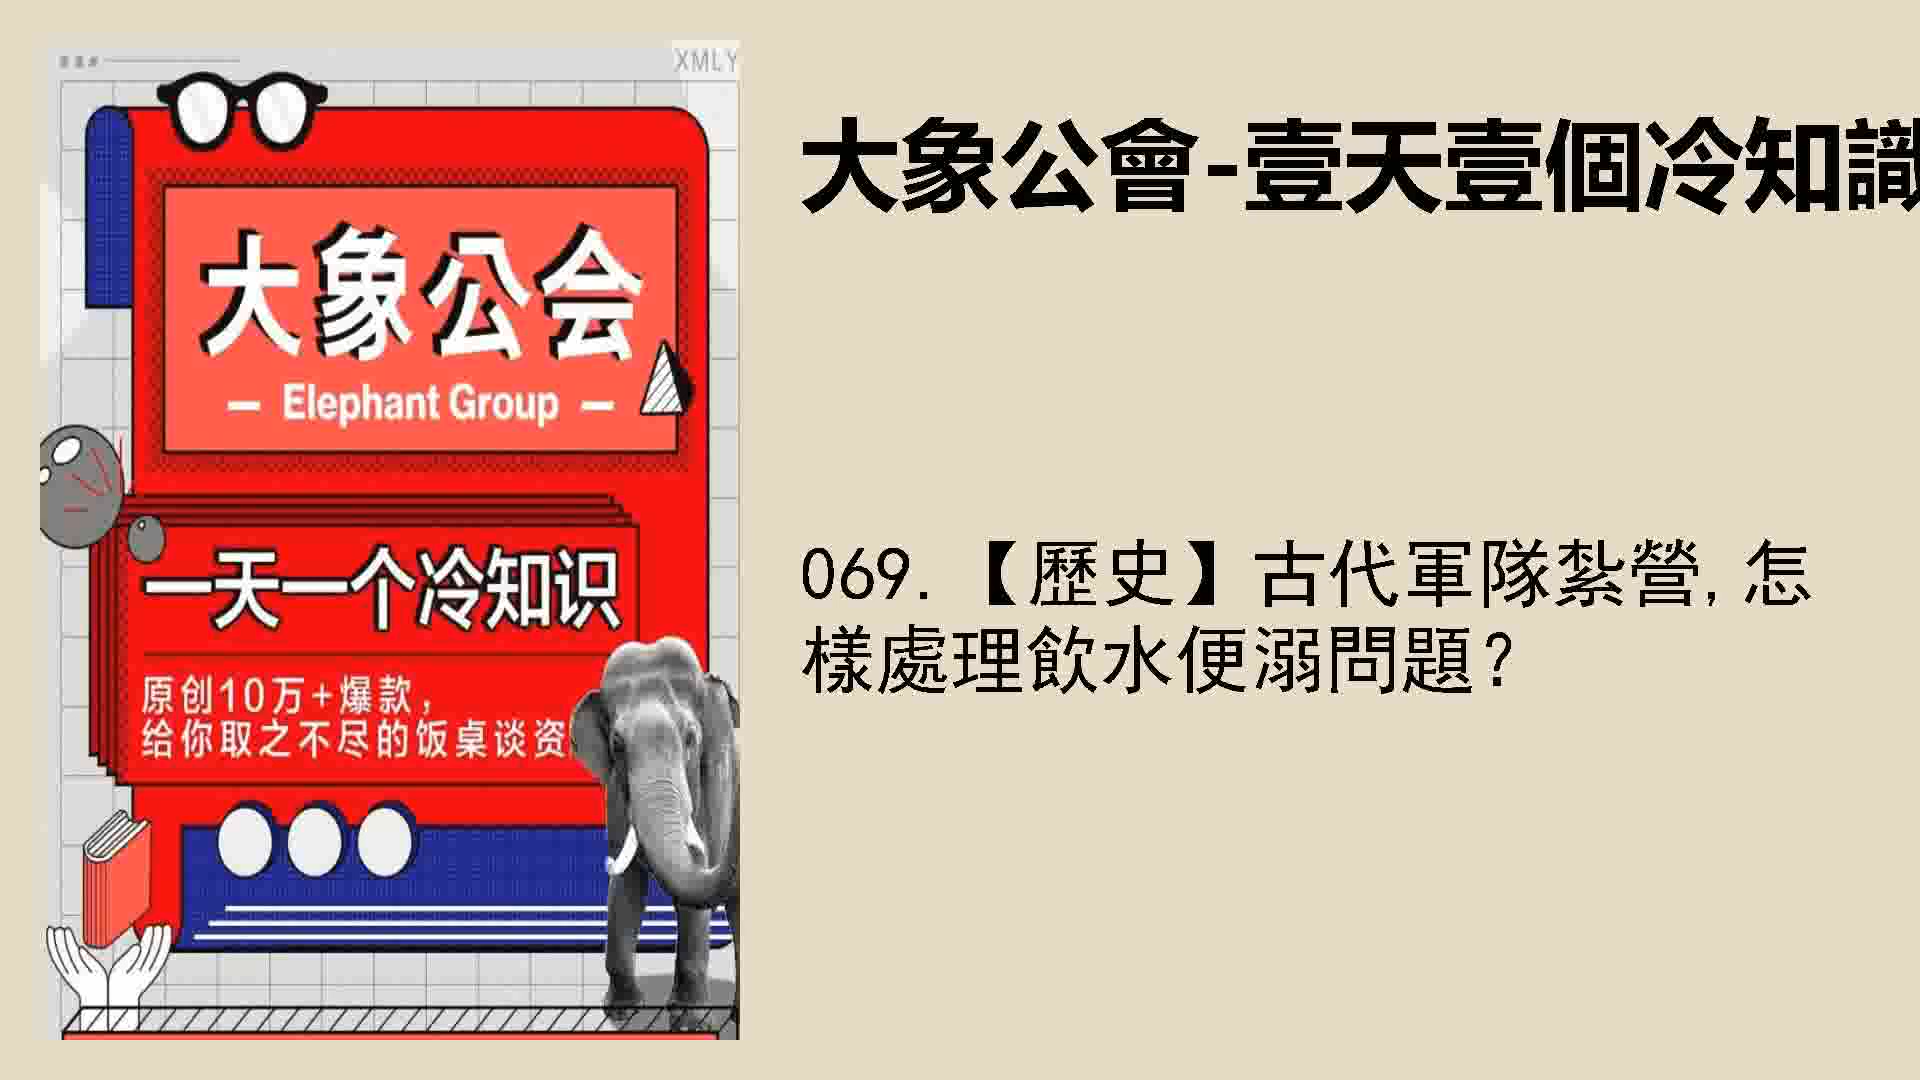 XMLY
大象公会
Elephant Group
一天一个冷知识
原创10万+爆款,
给你取之不尽的饭桌谈资
大象公會-壹天壹個冷知識
069.【歷史】古代軍隊紮營,怎
樣處理飲水便溺問題?